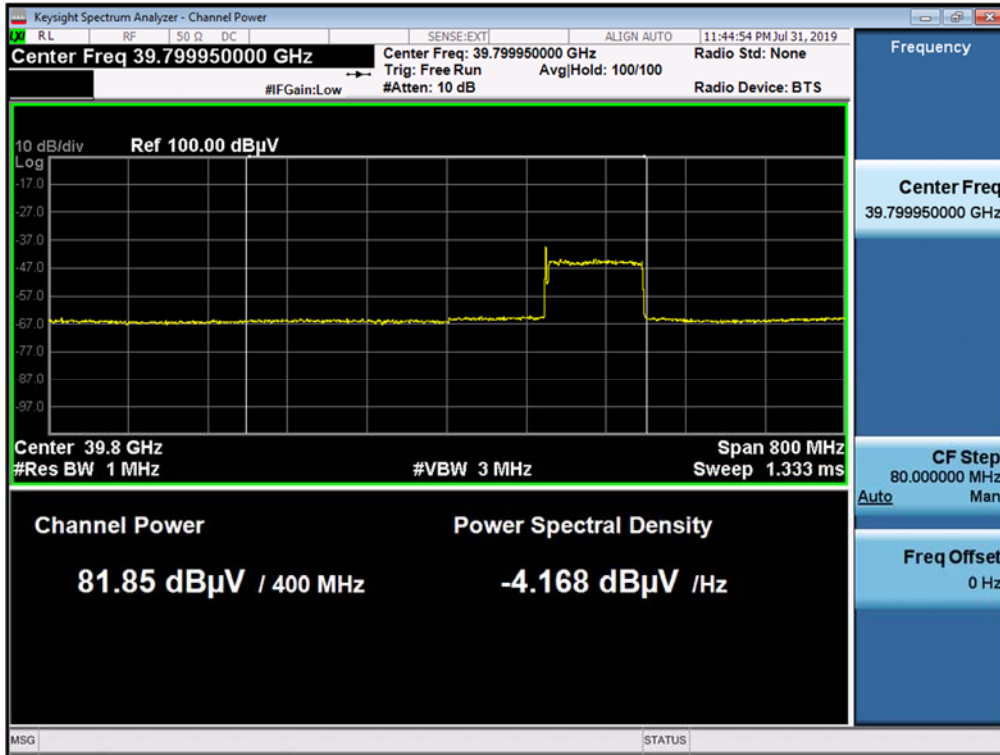 Keysight Spectrum Analyzer - Channel Power
LXI RL RF 50 Ω DC SENSE:EXT ALIGN AUTO 11:44:54 PM Jul 31, 2019
Center Freq 39.799950000 GHz
Center Freq: 39.799950000 GHz
Radio Std: None
Trig: Free Run Avg|Hold: 100/100
#IFGain:Low
#Atten: 10 dB
Radio Device: BTS
10 dB/div Ref 100.00 dBµV
Log
-17.0
-27.0
-37.0
-47.0
-57.0
-67.0
-77.0
-87.0
-97.0
Center 39.8 GHz Span 800 MHz
#Res BW 1 MHz #VBW 3 MHz Sweep 1.333 ms
Channel Power Power Spectral Density
81.85 dBµV / 400 MHz -4.168 dBµV /Hz
Frequency
Center Freq
39.799950000 GHz
CF Step
80.000000 MHz
Auto Man
Freq Offset
0 Hz
MSG STATUS